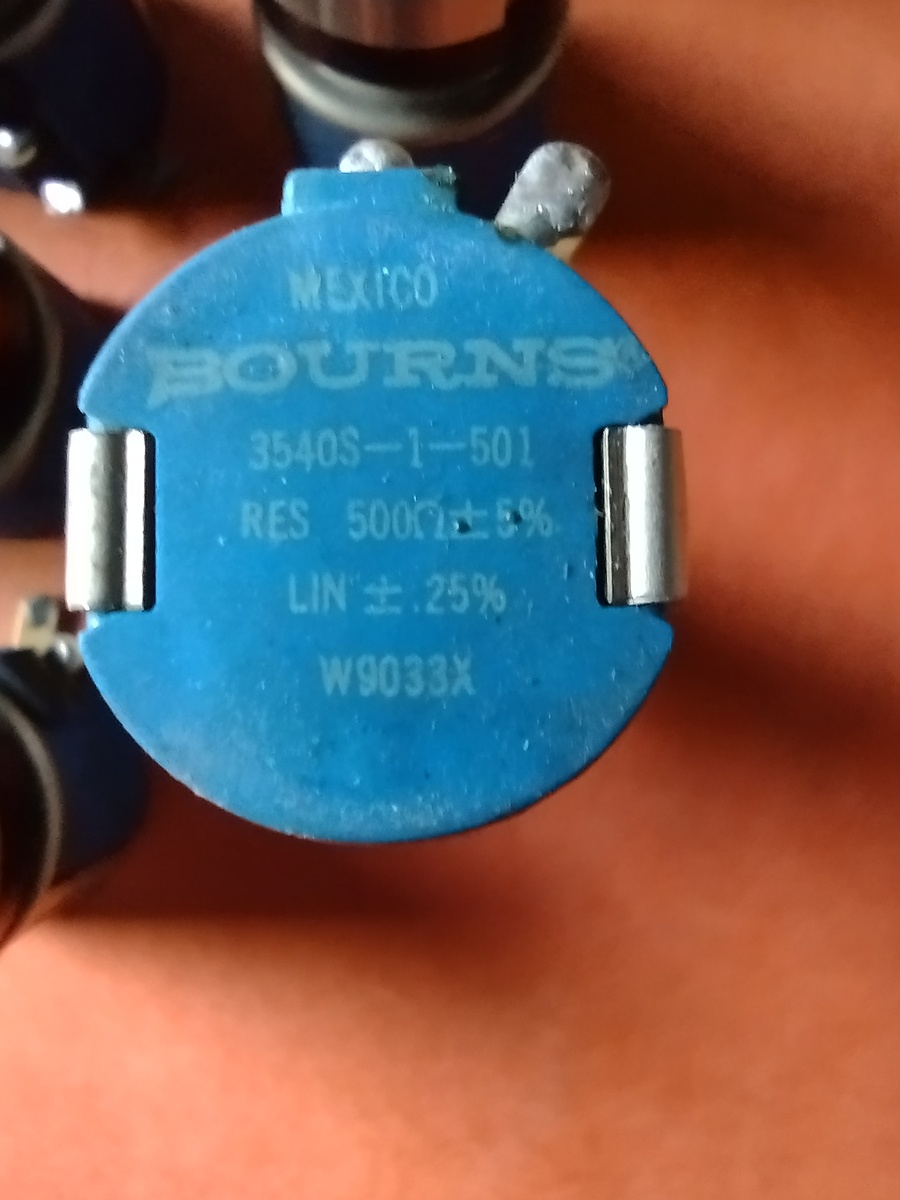 MEXICO
BOURNS®
3540S-1-501
RES 500Ω±5%
LIN ± .25%
W9033X